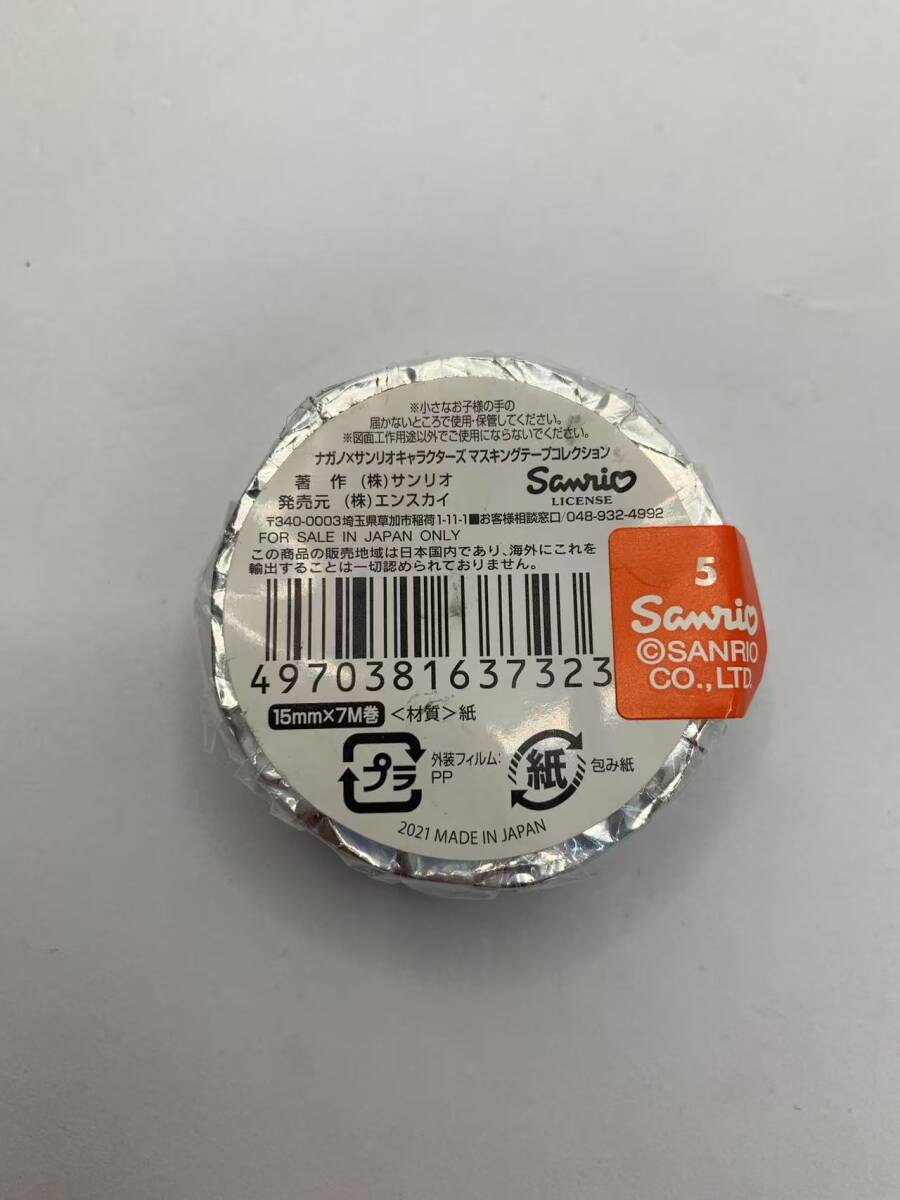 ※小さなお子様の手の
届かないところで使用・保管してください。
※図面工作用途以外でご使用にならないでください。
ナガノ×サンリオキャラクターズ マスキングテープコレクション
著 作 (株)サンリオ
発売元 (株)エンスカイ
Sanrio
LICENSE
〒340-0003埼玉県草加市稲荷1-11-1■お客様相談窓口/048-932-4992
FOR SALE IN JAPAN ONLY
この商品の販売地域は日本国内であり、海外にこれを
輸出することは一切認められておりません。
5
Sanrio
©SANRIO
CO.,LTD.
4970381637323
15mm×7M巻 <材質>紙
プラ
外装フィルム:
PP
紙
包み紙
2021 MADE IN JAPAN